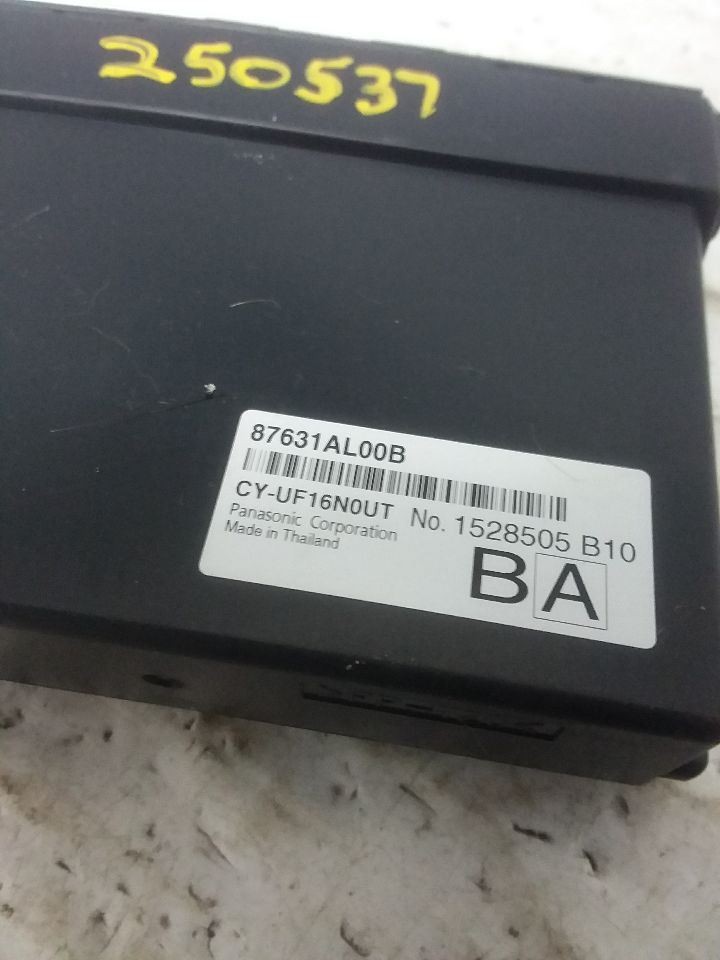 250537
87631AL00B
CY-UF16N0UT No. 1528505 B10
Panasonic Corporation
Made in Thailand
BA